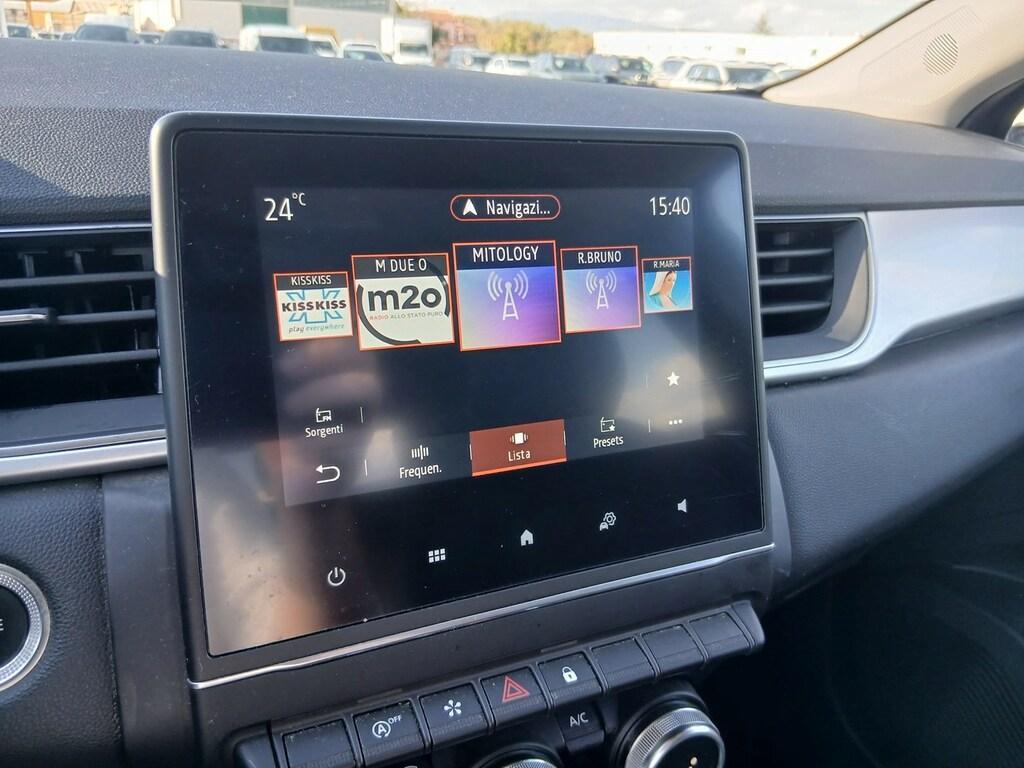 24°C
Navigazi...
15:40
KISSKISS
KISSKISS
play everywhere
M DUE O
m2o
RADIO ALLO STATO PURO
MITOLOGY
R.BRUNO
R.MARIA
Sorgenti
Frequen.
Lista
Presets
A OFF
A/C